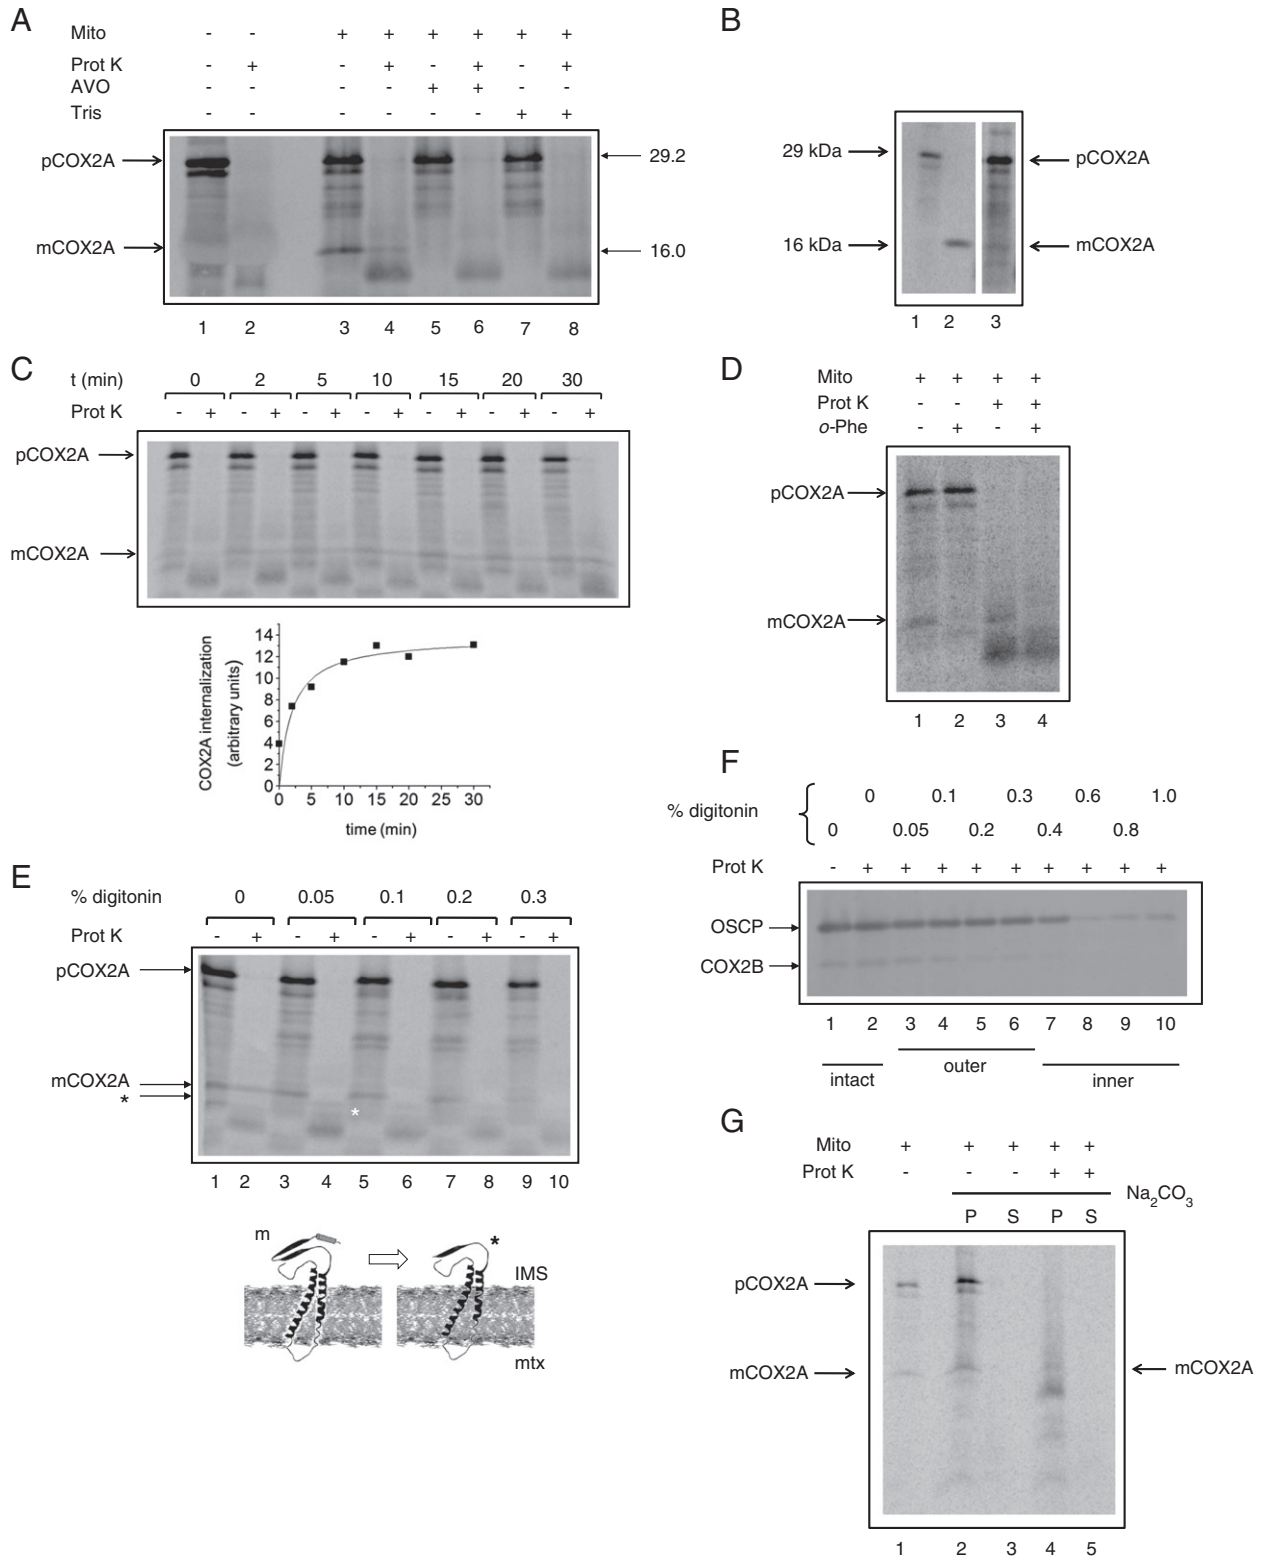 A
Mito - - + + + + + +
Prot K - + - + - + - +
AVO - - - - + + - -
Tris - - - - - - + +
pCOX2A
mCOX2A
29.2
16.0
1 2 3 4 5 6 7 8
B
29 kDa
16 kDa
pCOX2A
mCOX2A
1 2 3
C
t (min) 0 2 5 10 15 20 30
Prot K - + - + - + - + - + - + - +
pCOX2A
mCOX2A
COX2A internalization
(arbitrary units)
14
12
10
8
6
4
2
0
0 5 10 15 20 25 30
time (min)
D
Mito + + + +
Prot K - - + +
o-Phe - + - +
pCOX2A
mCOX2A
1 2 3 4
E
% digitonin 0 0.05 0.1 0.2 0.3
Prot K - + - + - + - + - +
pCOX2A
mCOX2A
*
*
1 2 3 4 5 6 7 8 9 10
m
*
IMS
mtx
F
0 0.1 0.3 0.6 1.0
% digitonin
0 0.05 0.2 0.4 0.8
Prot K - + + + + + + + + +
OSCP
COX2B
1 2 3 4 5 6 7 8 9 10
intact outer inner
G
Mito + + + + +
Prot K - - - + +
Na2CO3
P S P S
pCOX2A
mCOX2A
mCOX2A
1 2 3 4 5